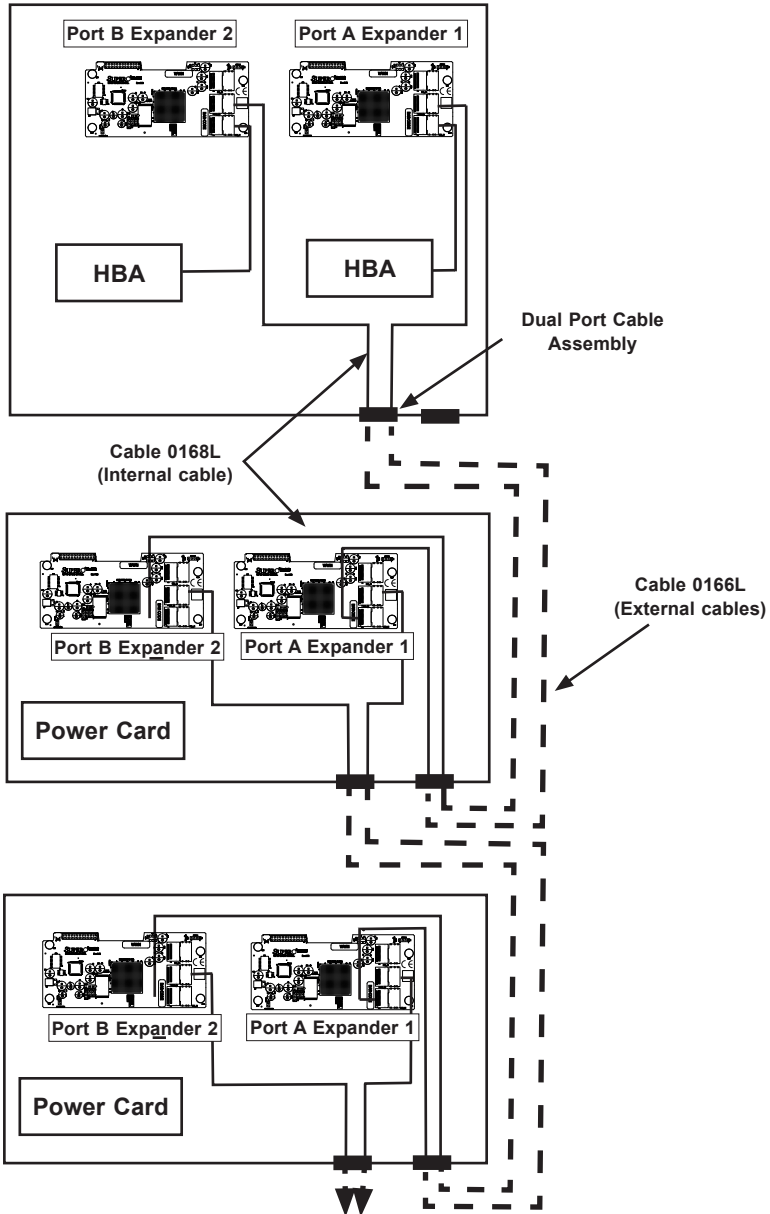 Port B Expander 2
Port A Expander 1
HBA
HBA
Dual Port Cable
Assembly
Cable 0168L
(Internal cable)
Cable 0166L
(External cables)
Port B Expander 2
Port A Expander 1
Power Card
Port B Expander 2
Port A Expander 1
Power Card